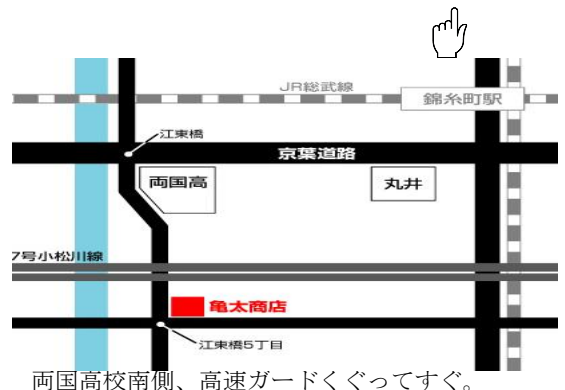 JR総武線
錦糸町駅
江東橋
京葉道路
両国高
丸井
7号小松川線
亀太商店
江東橋5丁目
両国高校南側、高速ガードくぐってすぐ。